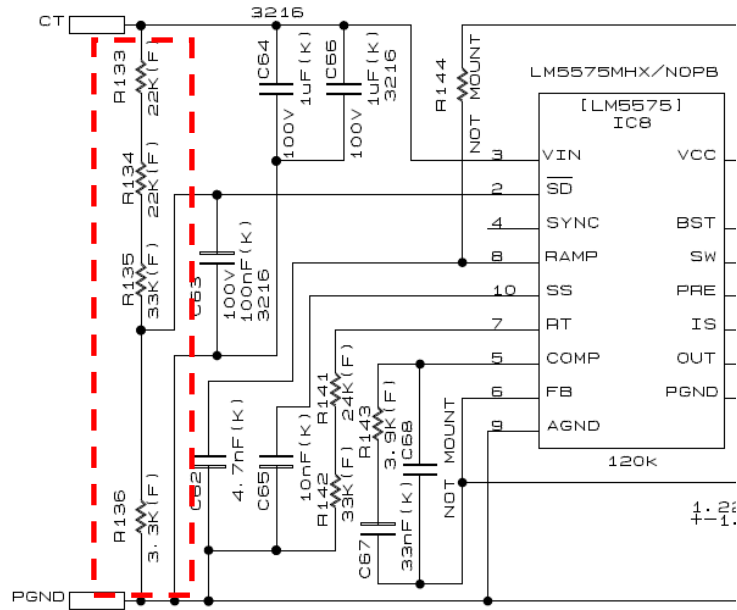 CT
3216
R133
22K(F)
C64
1uF(K)
100V
C66
1uF(K)
3216
100V
R144
NOT MOUNT
LM5575MHX/NOPB
[LM5575]
IC8
3
VIN
VCC
2
SD
4
SYNC
BST
8
RAMP
SW
10
SS
PRE
7
RT
IS
5
COMP
OUT
6
FB
PGND
9
AGND
120K
R134
22K(F)
R135
33K(F)
C63
100V
100nF(K)
3216
R136
3.3K(F)
C62
4.7nF(K)
C65
10nF(K)
R141
24K(F)
R142
33K(F)
R143
3.9K(F)
C68
NOT MOUNT
C67
33nF(K)
1.22
+-1.
PGND